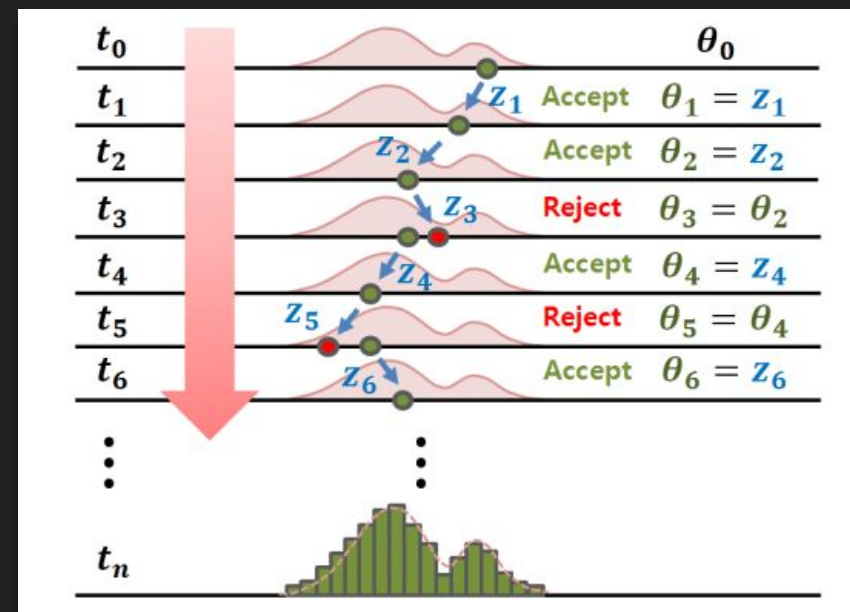 t₀ θ₀
t₁ z₁ Accept θ₁ = z₁
t₂ z₂ Accept θ₂ = z₂
t₃ z₃ Reject θ₃ = θ₂
t₄ z₄ Accept θ₄ = z₄
t₅ z₅ Reject θ₅ = θ₄
t₆ z₆ Accept θ₆ = z₆
⋮ ⋮
tₙ